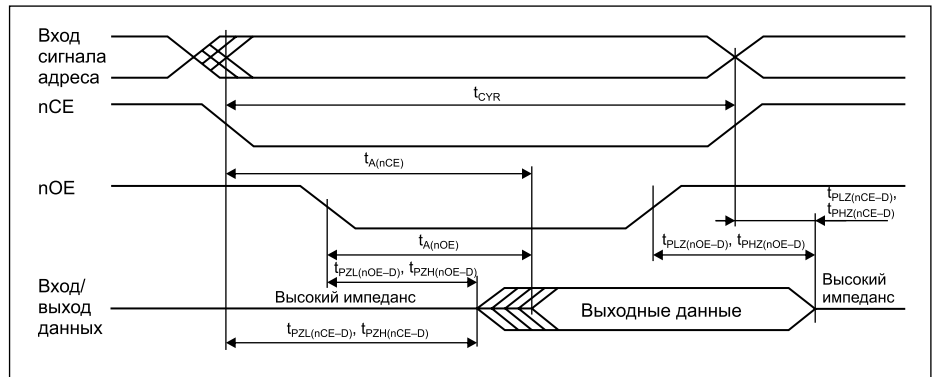 Вход
сигнала
адреса
tCYR
nCE
tA(nCE)
nOE
tPLZ(nCE–D),
tPHZ(nCE–D)
tA(nOE)
tPLZ(nOE–D), tPHZ(nOE–D)
tPZL(nOE–D), tPZH(nOE–D)
Вход/
выход
данных
Высокий импеданс
Выходные данные
Высокий
импеданс
tPZL(nCE–D), tPZH(nCE–D)